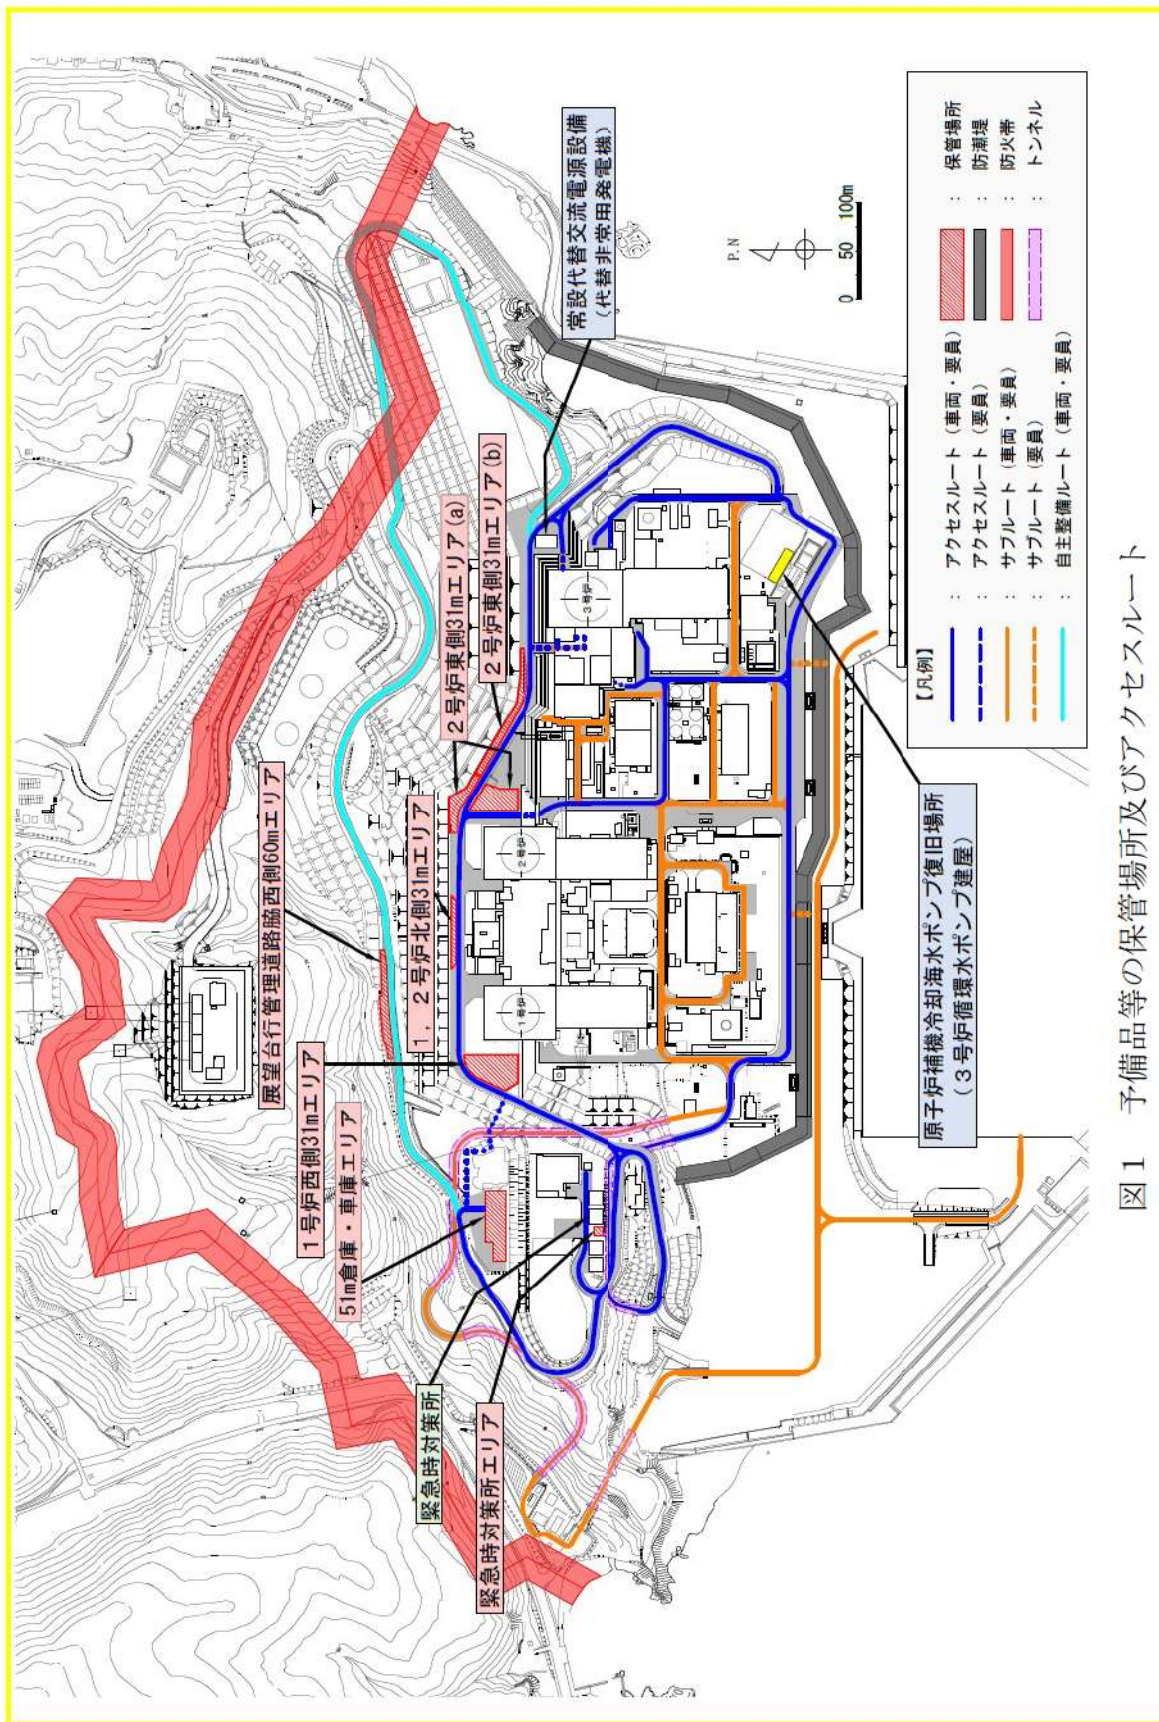 展望台行管理道路脇西側60mエリア
1号炉西側31mエリア
51m倉庫・車庫エリア
緊急時対策所
緊急時対策所エリア
1，2号炉北側31mエリア
2号炉東側31mエリア(a)
2号炉東側31mエリア(b)
常設代替交流電源設備
(代替非常用発電機)
1号炉
2号炉
3号炉
P.N
0 50 100m
原子炉補機冷却海水ポンプ復旧場所
(3号炉循環水ポンプ建屋)
【凡例】
： アクセスルート（車両・要員）
： アクセスルート（要員）
： サブルート（車両・要員）
： サブルート（要員）
： 自主整備ルート（車両・要員）
： 保管場所
： 防潮堤
： 防火帯
： トンネル
図1 予備品等の保管場所及びアクセスルート